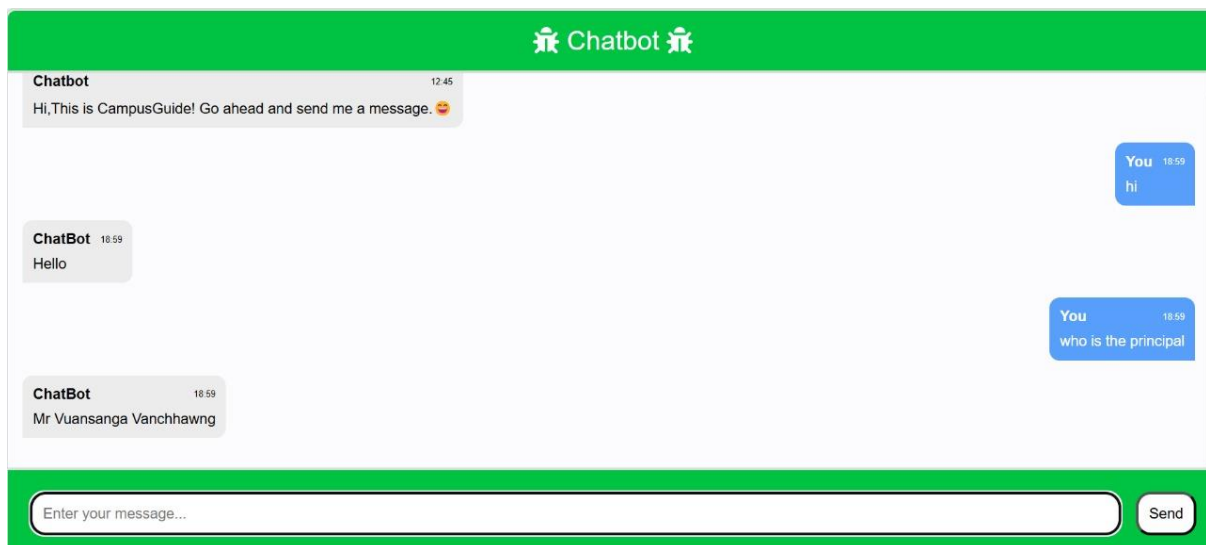 Chatbot
Chatbot 12:45
Hi,This is CampusGuide! Go ahead and send me a message. 😄
You 18:59
hi
ChatBot 18:59
Hello
You 18:59
who is the principal
ChatBot 18:59
Mr Vuansanga Vanchhawng
Enter your message... Send